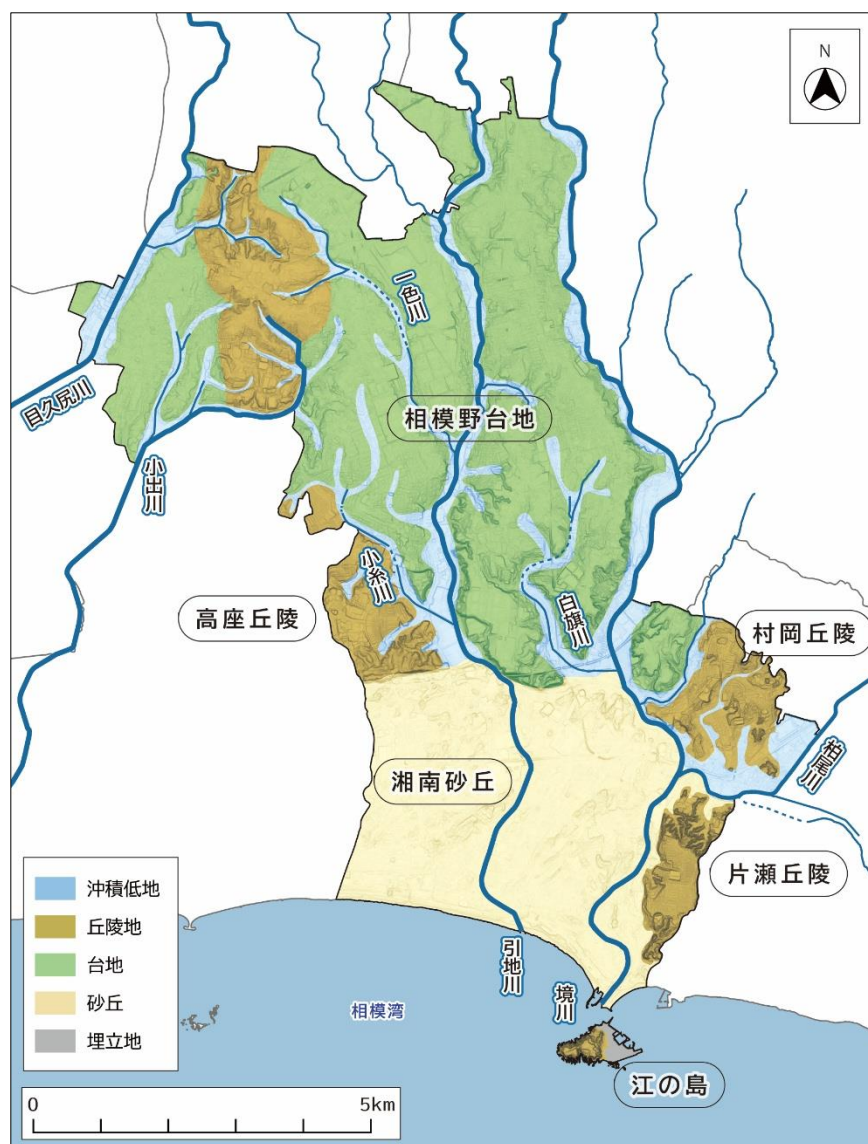 N
一色川
相模野台地
目久尻川
小出川
小糸川
白旗川
高座丘陵
村岡丘陵
湘南砂丘
柏尾川
片瀬丘陵
沖積低地
丘陵地
台地
砂丘
埋立地
引地川
境川
相模湾
江の島
0 5km